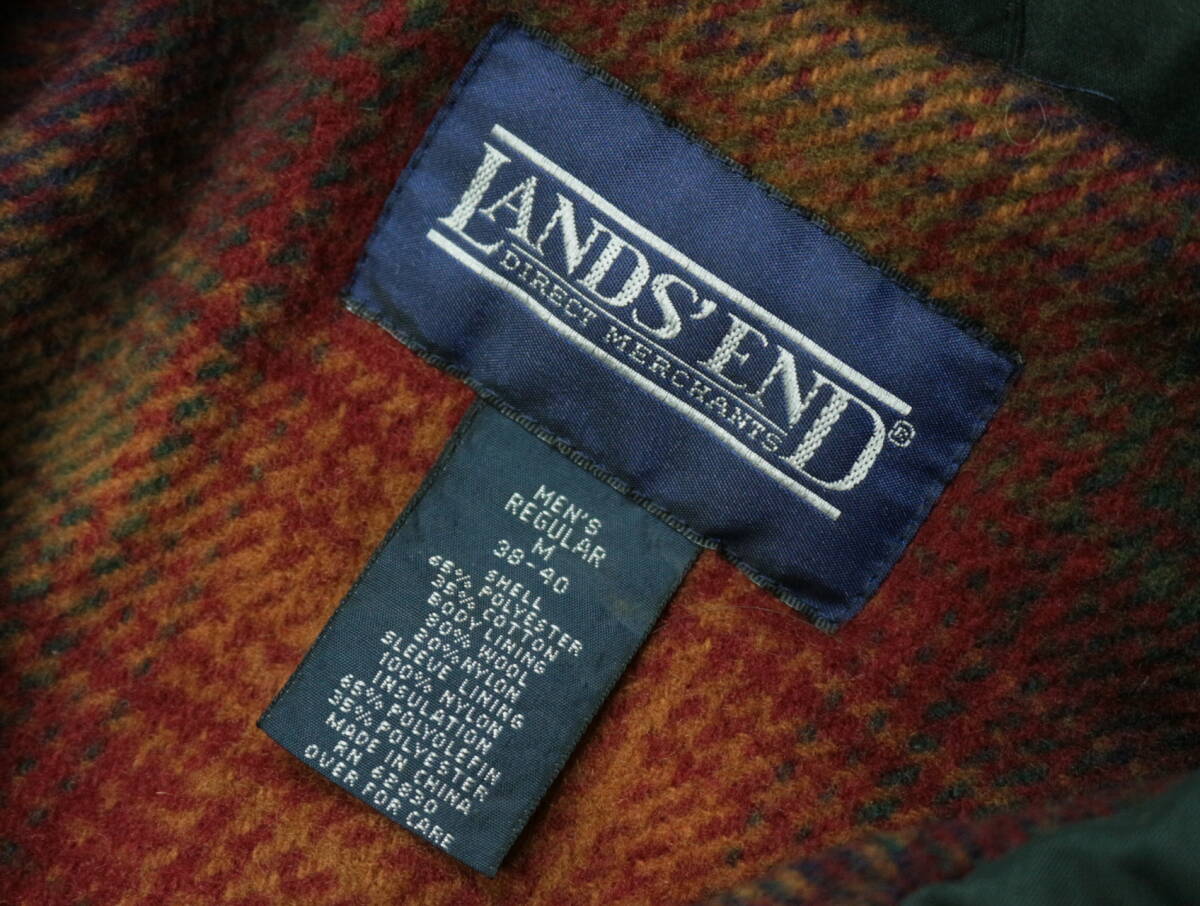 LANDS' END®
DIRECT MERCHANTS
MEN'S
REGULAR
M
38-40
SHELL
65% POLYESTER
35% COTTON
BODY LINING
80% WOOL
20% NYLON
SLEEVE LINING
100% NYLON
INSULATION
65% POLYOLEFIN
35% POLYESTER
MADE IN CHINA
RN 62830
OVER FOR CARE